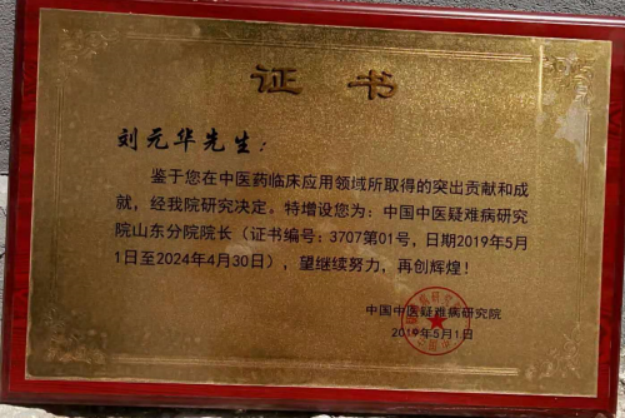 证书
刘元华先生：
鉴于您在中医药临床应用领域所取得的突出贡献和成
就，经我院研究决定。特增设您为：中国中医疑难病研究
院山东分院院长（证书编号：3707第01号，日期2019年5月
1日至2024年4月30日），望继续努力，再创辉煌！
中国中医疑难病研究院
2019年5月1日